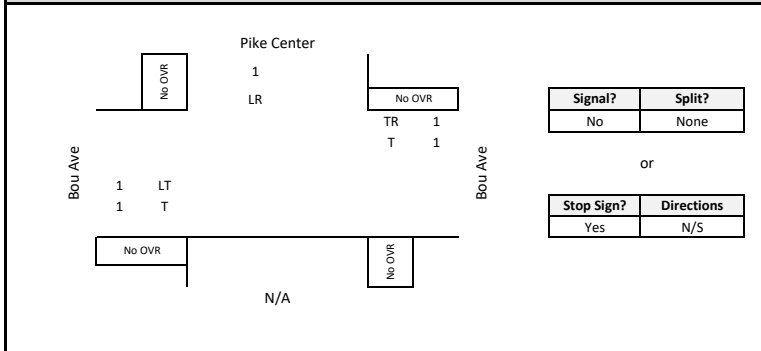 Pike Center
No OVR
1
LR
No OVR
Signal? Split?
No None
TR 1
T 1
Bou Ave
Bou Ave
or
1 LT
1 T
Stop Sign? Directions
Yes N/S
No OVR
No OVR
N/A